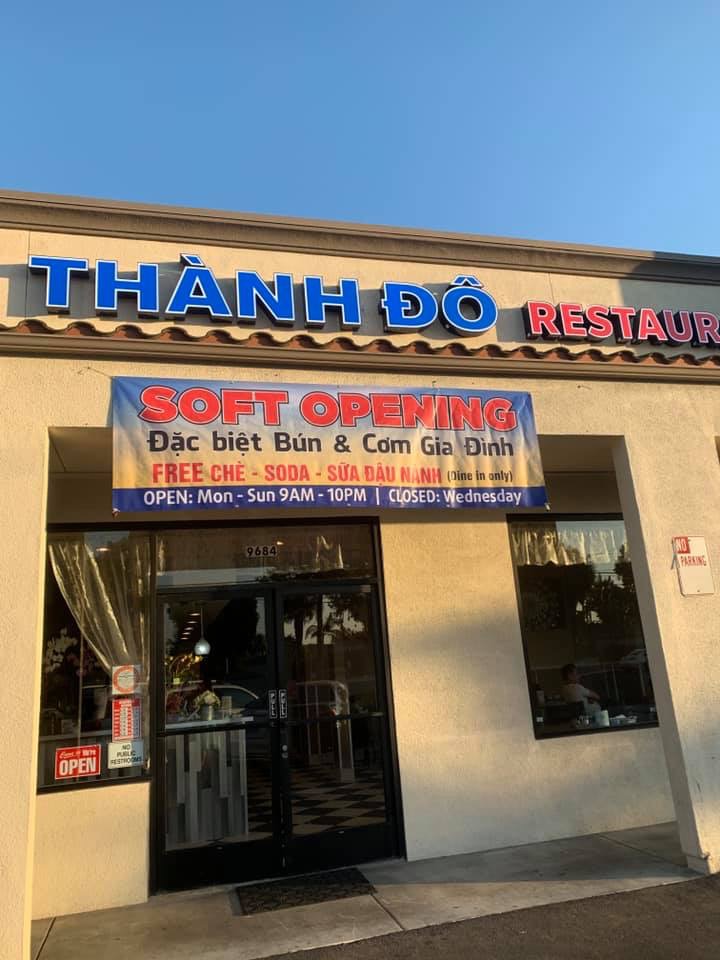 THÀNH ĐÔ RESTAUR
SOFT OPENING
Đặc biệt Bún & Cơm Gia Đình
FREE CHÈ - SODA - SỮA ĐẬU NÀNH (Dine in only)
OPEN: Mon - Sun 9AM - 10PM | CLOSED: Wednesday
9684
NO
PARKING
PULL PULL
Come in We're
OPEN
NO
PUBLIC
RESTROOMS